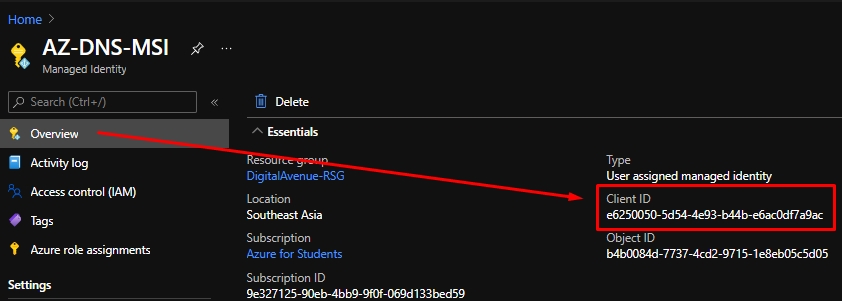 Home >
AZ-DNS-MSI
Managed Identity
Search (Ctrl+/)
«
Overview
Activity log
Access control (IAM)
Tags
Azure role assignments
Settings
Delete
Essentials
Resource group
DigitalAvenue-RSG
Location
Southeast Asia
Subscription
Azure for Students
Subscription ID
9e327125-90eb-4bb9-9f0f-069d133bed59
Type
User assigned managed identity
Client ID
e6250050-5d54-4e93-b44b-e6ac0df7a9ac
Object ID
b4b0084d-7737-4cd2-9715-1e8eb05c5d05